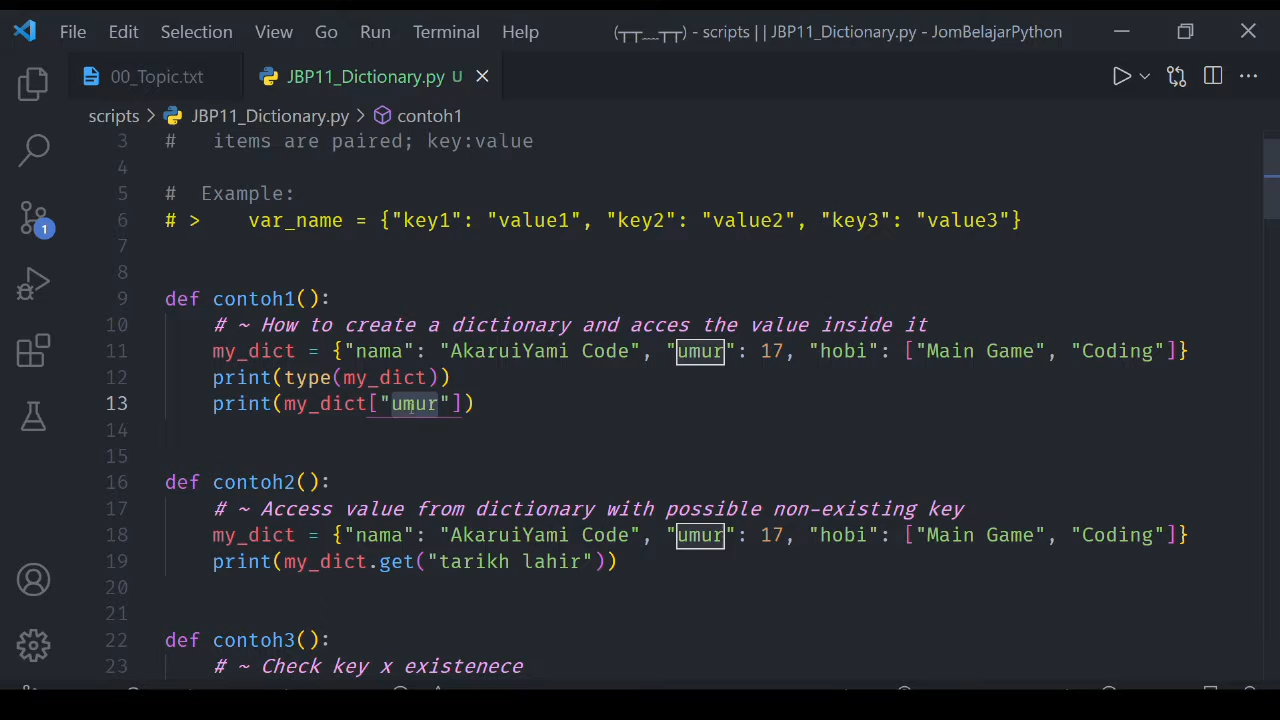 File Edit Selection View Go Run Terminal Help (┬┬﹏┬┬) - scripts || JBP11_Dictionary.py - JomBelajarPython
00_Topic.txt JBP11_Dictionary.py U
scripts > JBP11_Dictionary.py > contoh1
3 #   items are paired; key:value
4
5 #  Example:
6 # >    var_name = {"key1": "value1", "key2": "value2", "key3": "value3"}
7
8
9 def contoh1():
10     # ~ How to create a dictionary and acces the value inside it
11     my_dict = {"nama": "AkaruiYami Code", "umur": 17, "hobi": ["Main Game", "Coding"]}
12     print(type(my_dict))
13     print(my_dict["umur"])
14
15
16 def contoh2():
17     # ~ Access value from dictionary with possible non-existing key
18     my_dict = {"nama": "AkaruiYami Code", "umur": 17, "hobi": ["Main Game", "Coding"]}
19     print(my_dict.get("tarikh lahir"))
20
21
22 def contoh3():
23     # ~ Check key x existenece
1